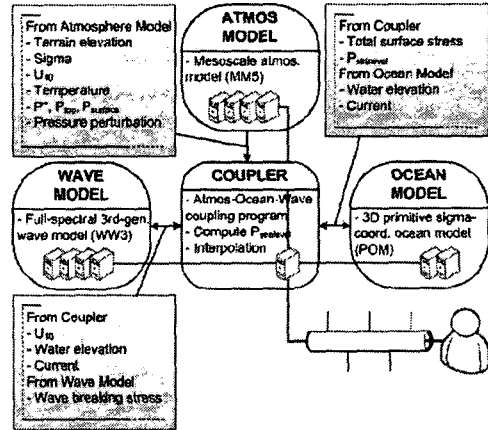 From Atmosphere Model
- Terrain elevation
- Sigma
- U10
- Temperature
- P*, Ptop, Psurface
- Pressure perturbation
ATMOS
MODEL
- Mesoscale atmos.
model (MM5)
From Coupler
- Total surface stress
- Psealevel
From Ocean Model
- Water elevation
- Current
WAVE
MODEL
- Full-spectral 3rd-gen.
wave model (WW3)
COUPLER
- Atmos-Ocean-Wave
coupling program
- Compute Psealevel
- Interpolation
OCEAN
MODEL
- 3D primitive sigma-
coord. ocean model
(POM)
From Coupler
- U10
- Water elevation
- Current
From Wave Model
- Wave breaking stress